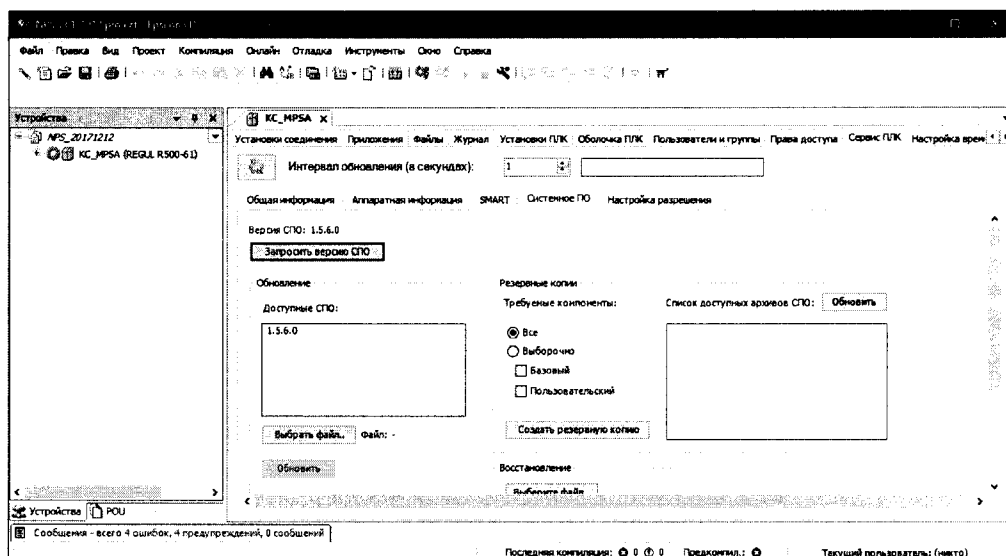 Файл Правка Вид Проект Компиляция Онлайн Отладка Инструменты Окно Справка
Устройства
NPS_20171212
KC_MPSA (REGUL R500-61)
KC_MPSA x
Установки соединения Приложения Файлы Журнал Установки ПЛК Оболочка ПЛК Пользователи и группы Права доступа Сервис ПЛК Настройка врем
Интервал обновления (в секундах): 1
Общая информация Аппаратная информация SMART Системное ПО Настройка разрешения
Версия СПО: 1.5.6.0
Запросить версию СПО
Обновление
Доступные СПО:
1.5.6.0
Выбрать файл.. Файл: -
Обновить
Резервные копии
Требуемые компоненты:
Все
Выборочно
Базовый
Пользовательский
Создать резервную копию
Список доступных архивов СПО: Обновить
Восстановление
Выберите файл
Устройства POU
Сообщения - всего 4 ошибок, 4 предупреждений, 0 сообщений
Последняя компиляция: 0 0 Предкомпил.: Текущий пользователь: (никто)